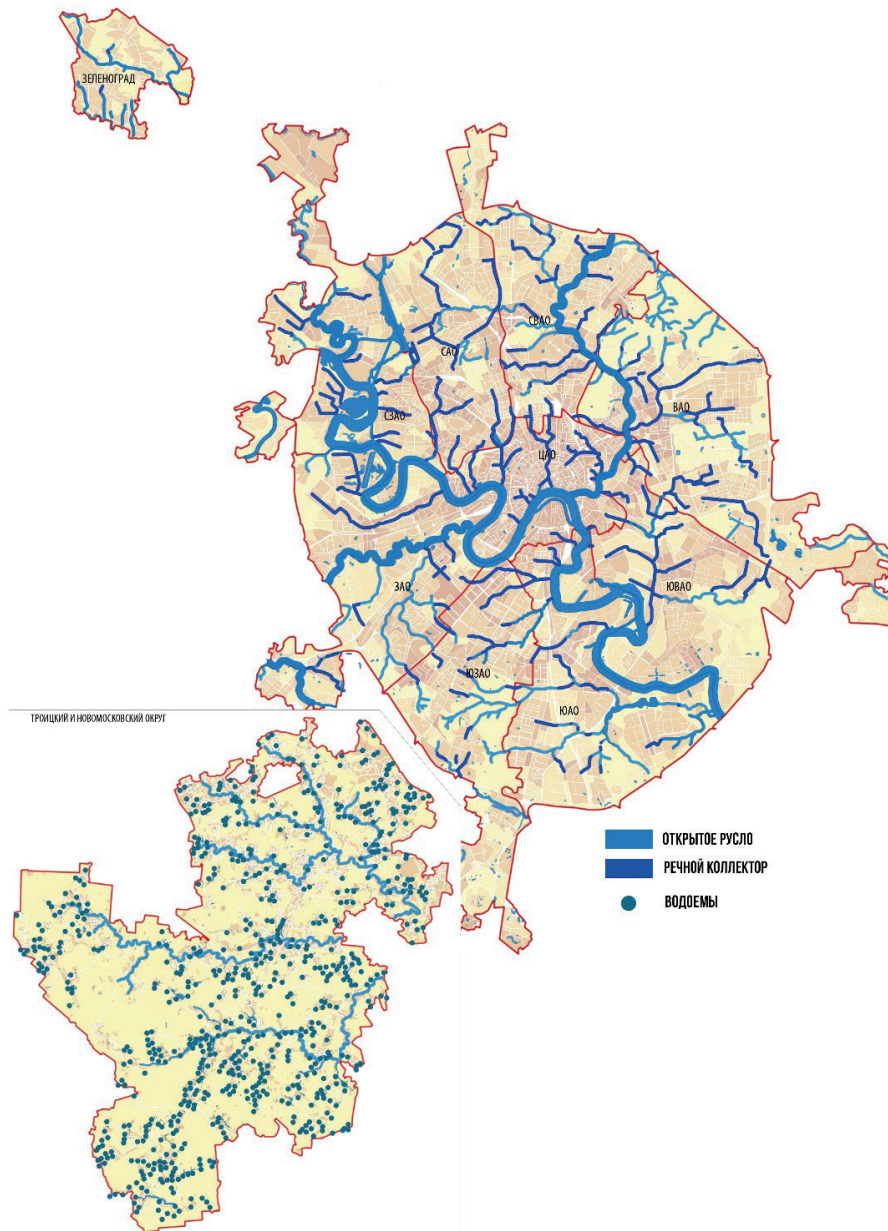 ЗЕЛЕНОГРАД
СВАО
САО
СЗАО
ВАО
ЦАО
ЗАО
ЮВАО
ЮЗАО
ЮАО
ТРОИЦКИЙ И НОВОМОСКОВСКИЙ ОКРУГ
ОТКРЫТОЕ РУСЛО
РЕЧНОЙ КОЛЛЕКТОР
ВОДОЕМЫ